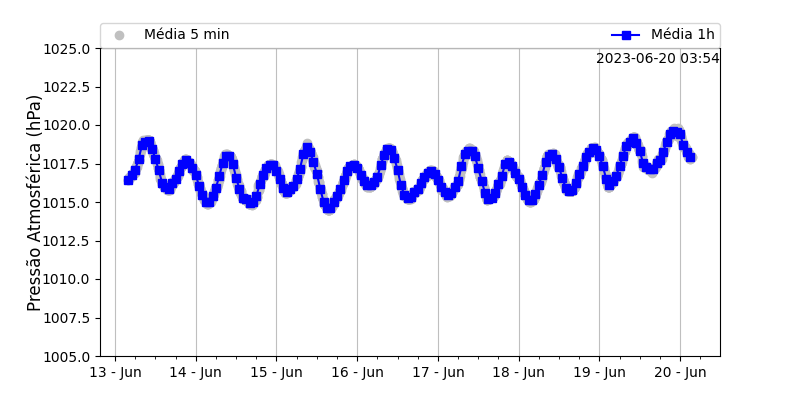 Média 5 min
Média 1h
2023-06-20 03:54
Pressão Atmosférica (hPa)
1025.0
1022.5
1020.0
1017.5
1015.0
1012.5
1010.0
1007.5
1005.0
13 - Jun
14 - Jun
15 - Jun
16 - Jun
17 - Jun
18 - Jun
19 - Jun
20 - Jun